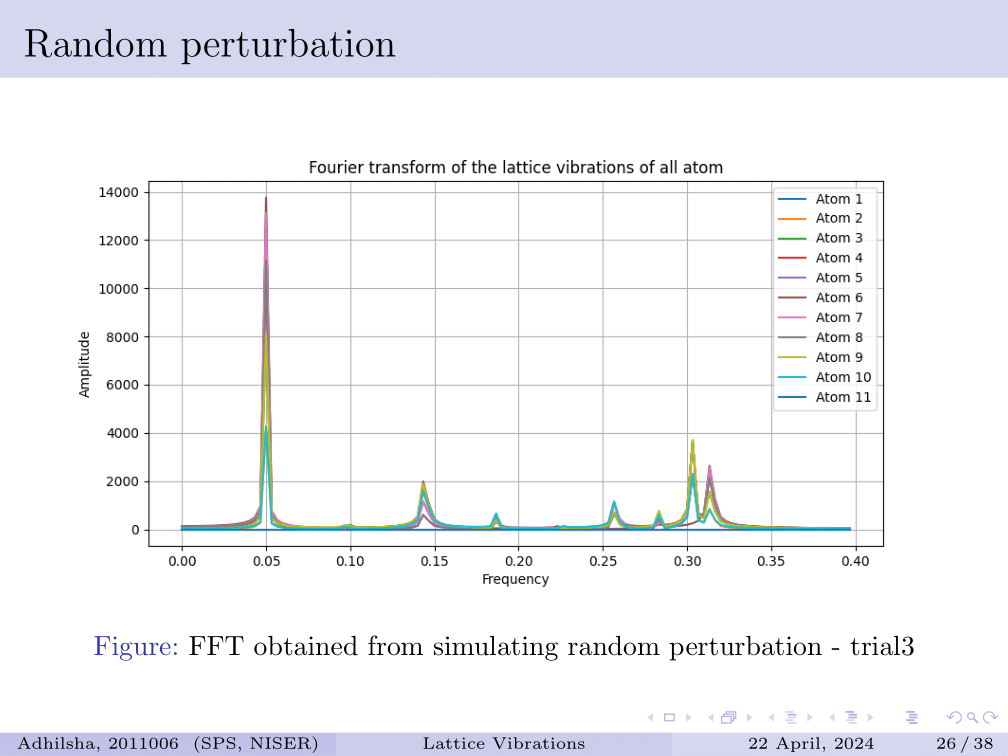 Random perturbation
Fourier transform of the lattice vibrations of all atom
14000
12000
10000
8000
6000
4000
2000
0
Amplitude
0.00 0.05 0.10 0.15 0.20 0.25 0.30 0.35 0.40
Frequency
Atom 1
Atom 2
Atom 3
Atom 4
Atom 5
Atom 6
Atom 7
Atom 8
Atom 9
Atom 10
Atom 11
Figure: FFT obtained from simulating random perturbation - trial3
Adhilsha, 2011006 (SPS, NISER) Lattice Vibrations 22 April, 2024 26 / 38